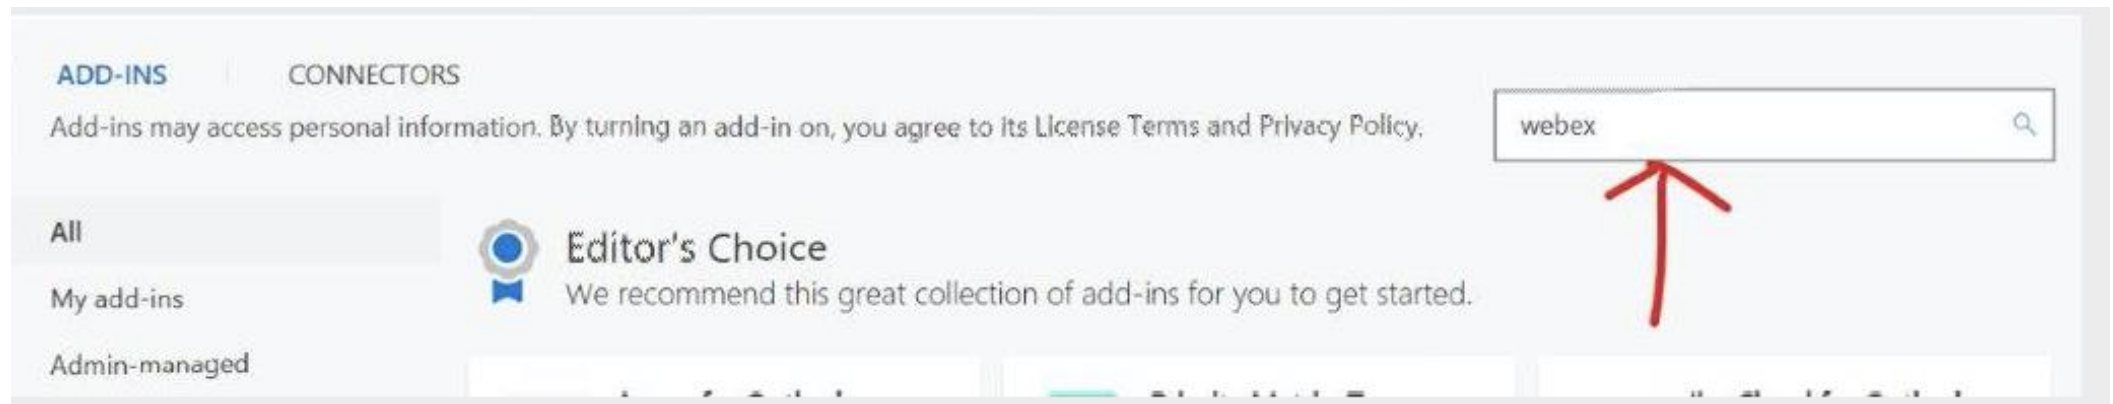 ADD-INS
CONNECTORS
Add-ins may access personal information. By turning an add-in on, you agree to its License Terms and Privacy Policy.
webex
All
Editor's Choice
We recommend this great collection of add-ins for you to get started.
My add-ins
Admin-managed